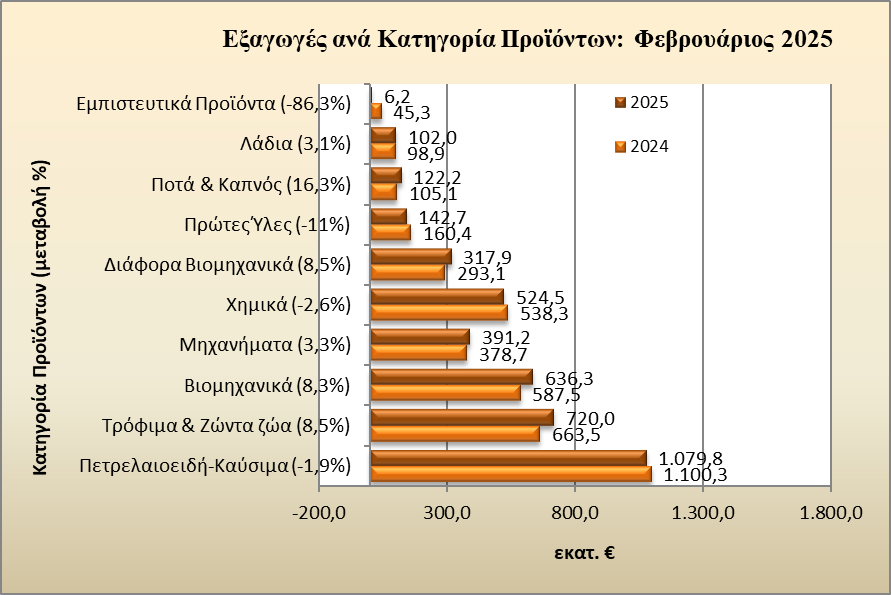 Εξαγωγές ανά Κατηγορία Προϊόντων: Φεβρουάριος 2025
Κατηγορία Προϊόντων (μεταβολή %)
2025
2024
Εμπιστευτικά Προϊόντα (-86,3%)
6,2
45,3
Λάδια (3,1%)
102,0
98,9
Ποτά & Καπνός (16,3%)
122,2
105,1
Πρώτες Ύλες (-11%)
142,7
160,4
Διάφορα Βιομηχανικά (8,5%)
317,9
293,1
Χημικά (-2,6%)
524,5
538,3
Μηχανήματα (3,3%)
391,2
378,7
Βιομηχανικά (8,3%)
636,3
587,5
Τρόφιμα & Ζώντα ζώα (8,5%)
720,0
663,5
Πετρελαιοειδή-Καύσιμα (-1,9%)
1.079,8
1.100,3
-200,0 300,0 800,0 1.300,0 1.800,0
εκατ. €